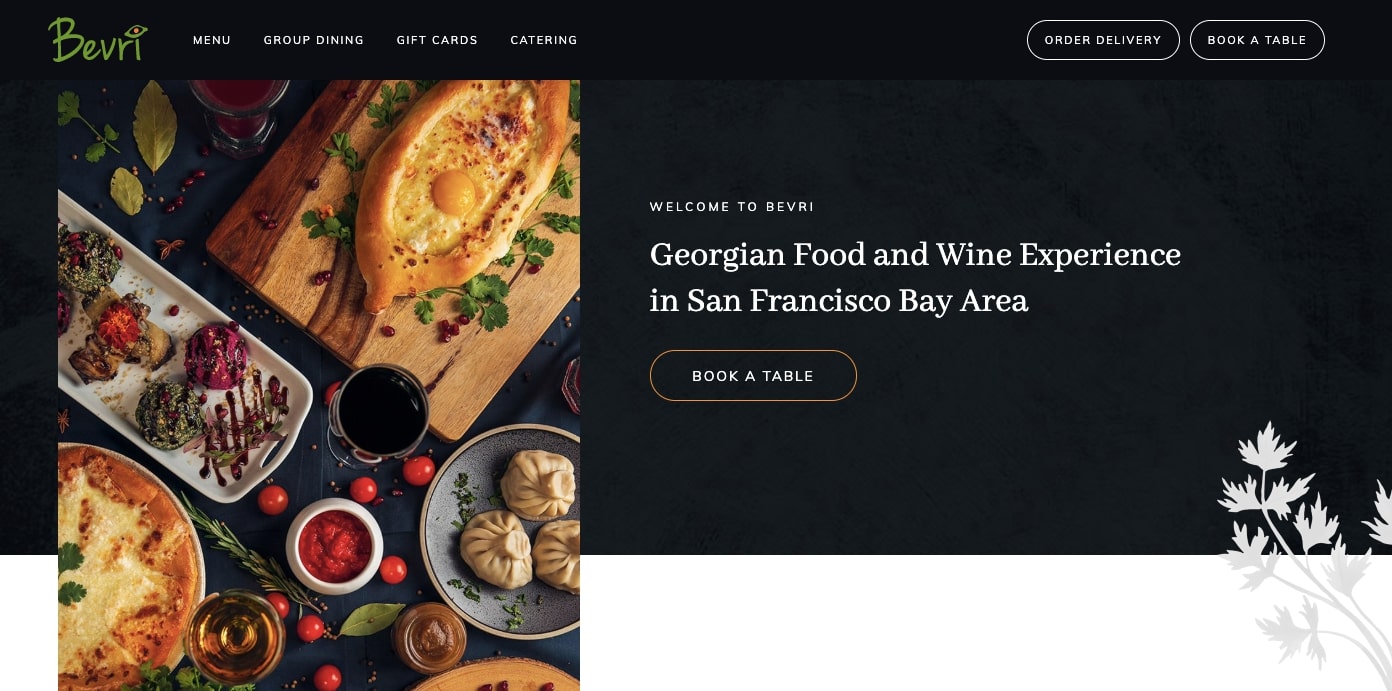 Bevri
MENU
GROUP DINING
GIFT CARDS
CATERING
ORDER DELIVERY
BOOK A TABLE
WELCOME TO BEVRI
Georgian Food and Wine Experience
in San Francisco Bay Area
BOOK A TABLE